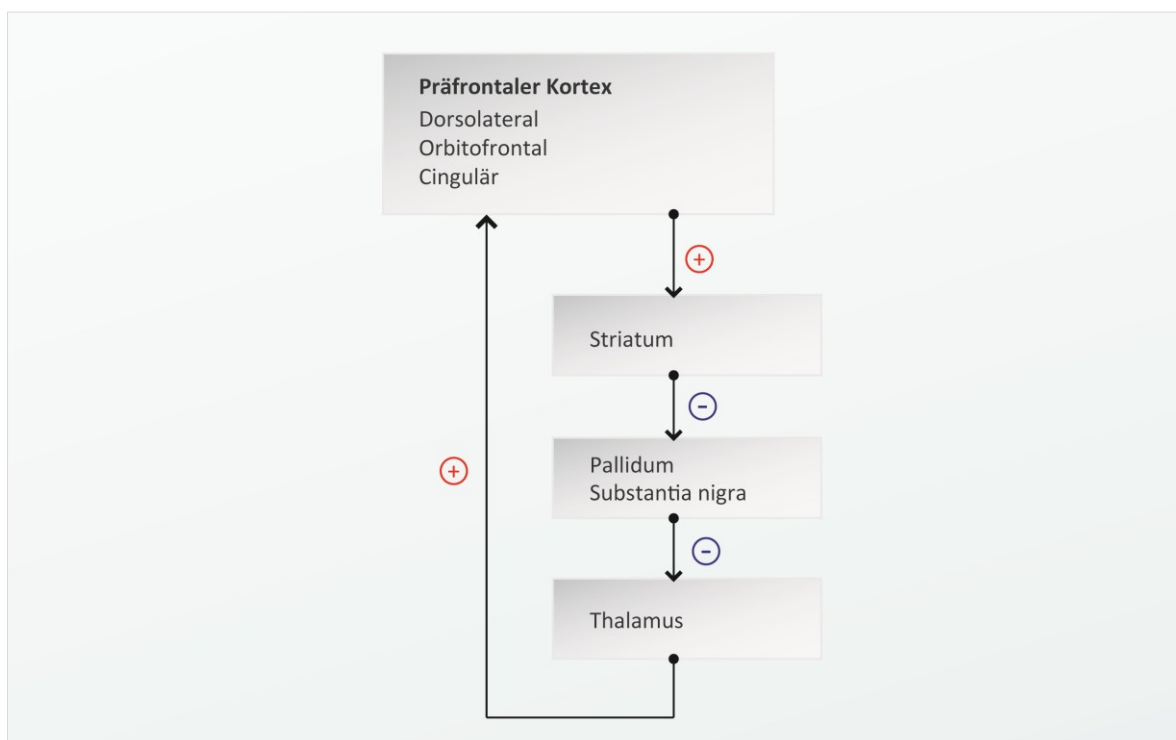 Präfrontaler Kortex
Dorsolateral
Orbitofrontal
Cingulär
+
Striatum
-
Pallidum
Substantia nigra
+
-
Thalamus